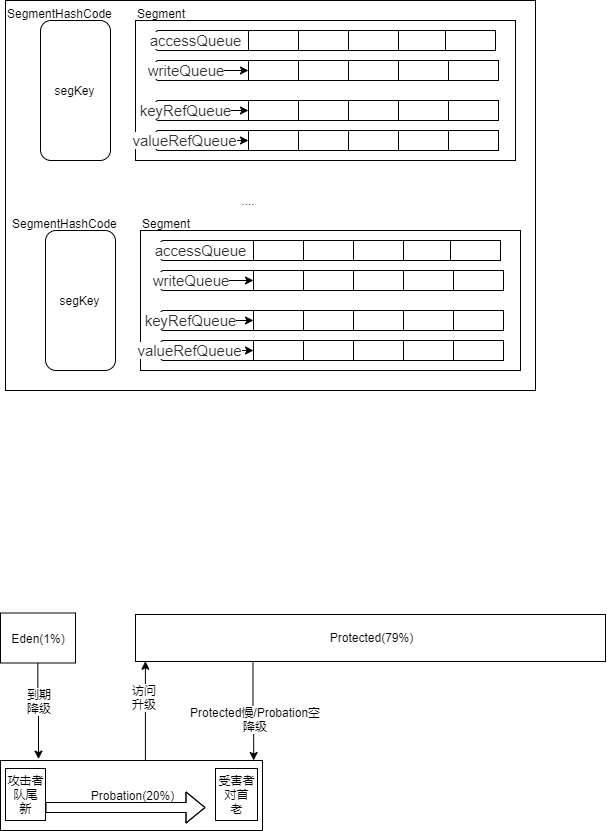 SegmentHashCode
Segment
segKey
accessQueue
writeQueue
keyRefQueue
valueRefQueue
....
SegmentHashCode
Segment
segKey
accessQueue
writeQueue
keyRefQueue
valueRefQueue
Eden(1%)
Protected(79%)
到期
降级
访问
升级
Protected慢/Probation空
降级
攻击者
队尾
新
Probation(20%)
受害者
对首
老